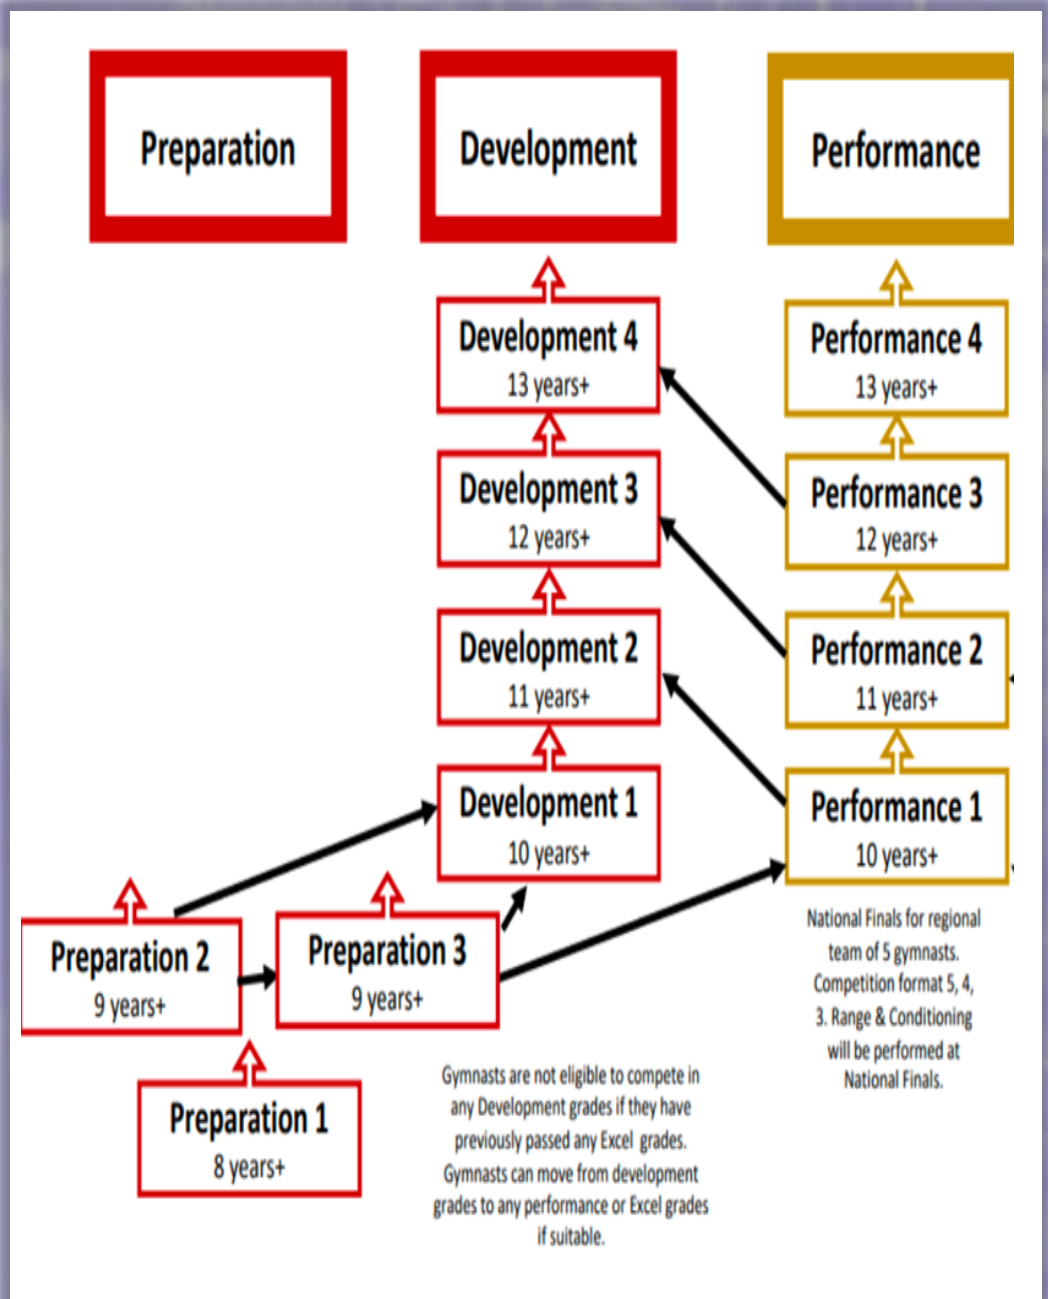 Preparation
Development
Performance
Development 4
13 years+
Performance 4
13 years+
Development 3
12 years+
Performance 3
12 years+
Development 2
11 years+
Performance 2
11 years+
Development 1
10 years+
Performance 1
10 years+
Preparation 2
9 years+
Preparation 3
9 years+
Preparation 1
8 years+
National Finals for regional
team of 5 gymnasts.
Competition format 5, 4,
3. Range & Conditioning
will be performed at
National Finals.
Gymnasts are not eligible to compete in
any Development grades if they have
previously passed any Excel grades.
Gymnasts can move from development
grades to any performance or Excel grades
if suitable.